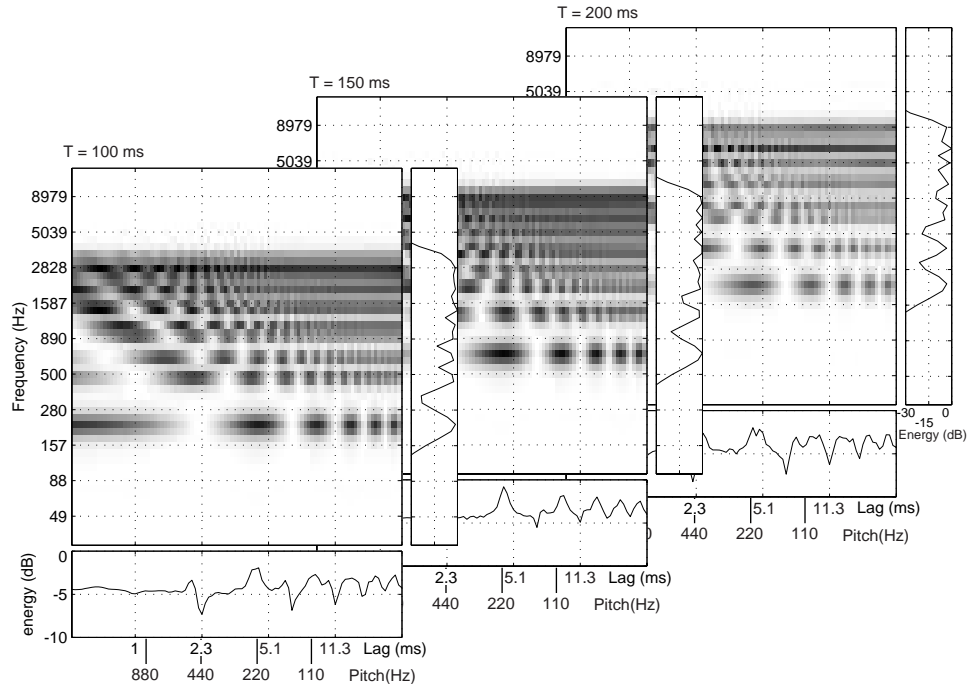 T = 200 ms
8979
5039
T = 150 ms
8979
5039
T = 100 ms
8979
5039
2828
1587
890
500
280
157
88
49
Frequency (Hz)
-30 0
-15
Energy (dB)
2.3 5.1 11.3 Lag (ms)
0 440 220 110 Pitch(Hz)
2.3 5.1 11.3 Lag (ms)
440 220 110 Pitch(Hz)
0
-5
-10
energy (dB)
1 2.3 5.1 11.3 Lag (ms)
880 440 220 110 Pitch(Hz)